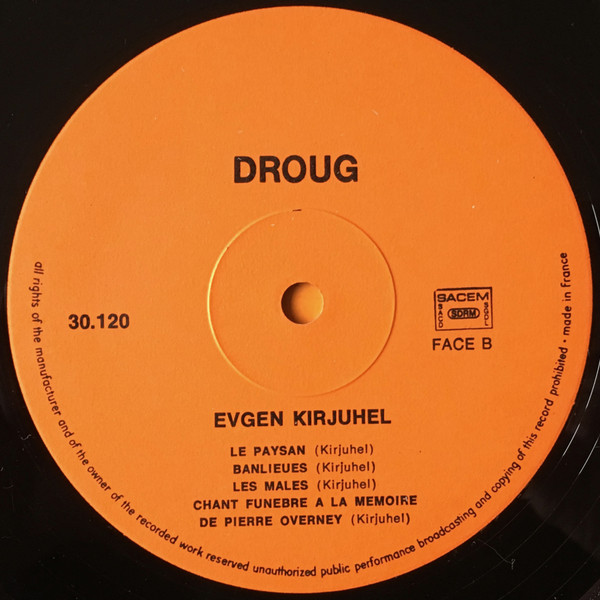 DROUG
30.120
SACEM
SACD SDRM SGDL
FACE B
EVGEN KIRJUHEL
LE PAYSAN (Kirjuhel)
BANLIEUES (Kirjuhel)
LES MALES (Kirjuhel)
CHANT FUNEBRE A LA MEMOIRE
DE PIERRE OVERNEY (Kirjuhel)
all rights of the manufacturer and of the owner of the recorded work reserved unauthorized public performance broadcasting and copying of this record prohibited • made in France